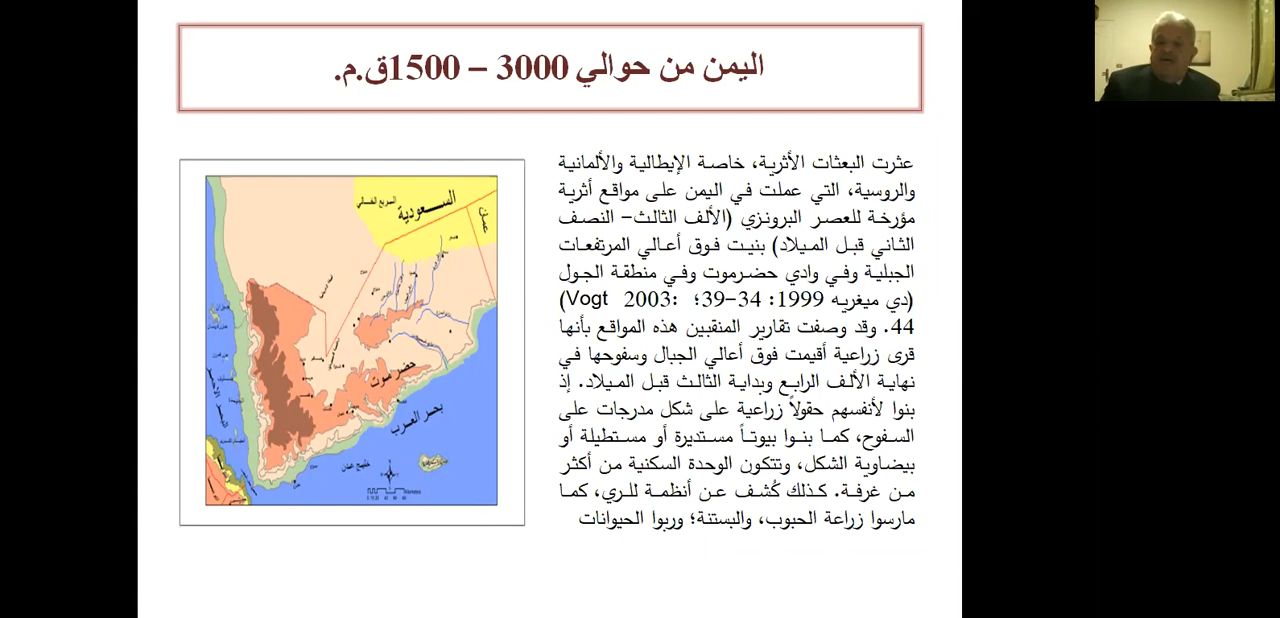 اليمن من حوالي 3000 – 1500ق.م.
عثرت البعثات الأثرية، خاصة الإيطالية والألمانية
والروسية، التي عملت في اليمن على مواقع أثرية
مؤرخة للعصر البرونزي (الألف الثالث– النصف
الثاني قبل الميلاد) بنيت فوق أعالي المرتفعات
الجبلية وفي وادي حضرموت وفي منطقة الجول
(دي ميغريه 1999: 34–39؛ Vogt 2003:)
44. وقد وصفت تقارير المنقبين هذه المواقع بأنها
قرى زراعية أقيمت فوق أعالي الجبال وسفوحها في
نهاية الألف الرابع وبداية الثالث قبل الميلاد. إذ
بنوا لأنفسهم حقولاً زراعية على شكل مدرجات على
السفوح، كما بنوا بيوتاً مستديرة أو مستطيلة أو
بيضاوية الشكل، وتتكون الوحدة السكنية من أكثر
من غرفة. كذلك كُشف عن أنظمة للري، كما
مارسوا زراعة الحبوب، والبستنة؛ وربوا الحيوانات
السعودية
عمان
حضر موت
بحر العرب
خليج عدن